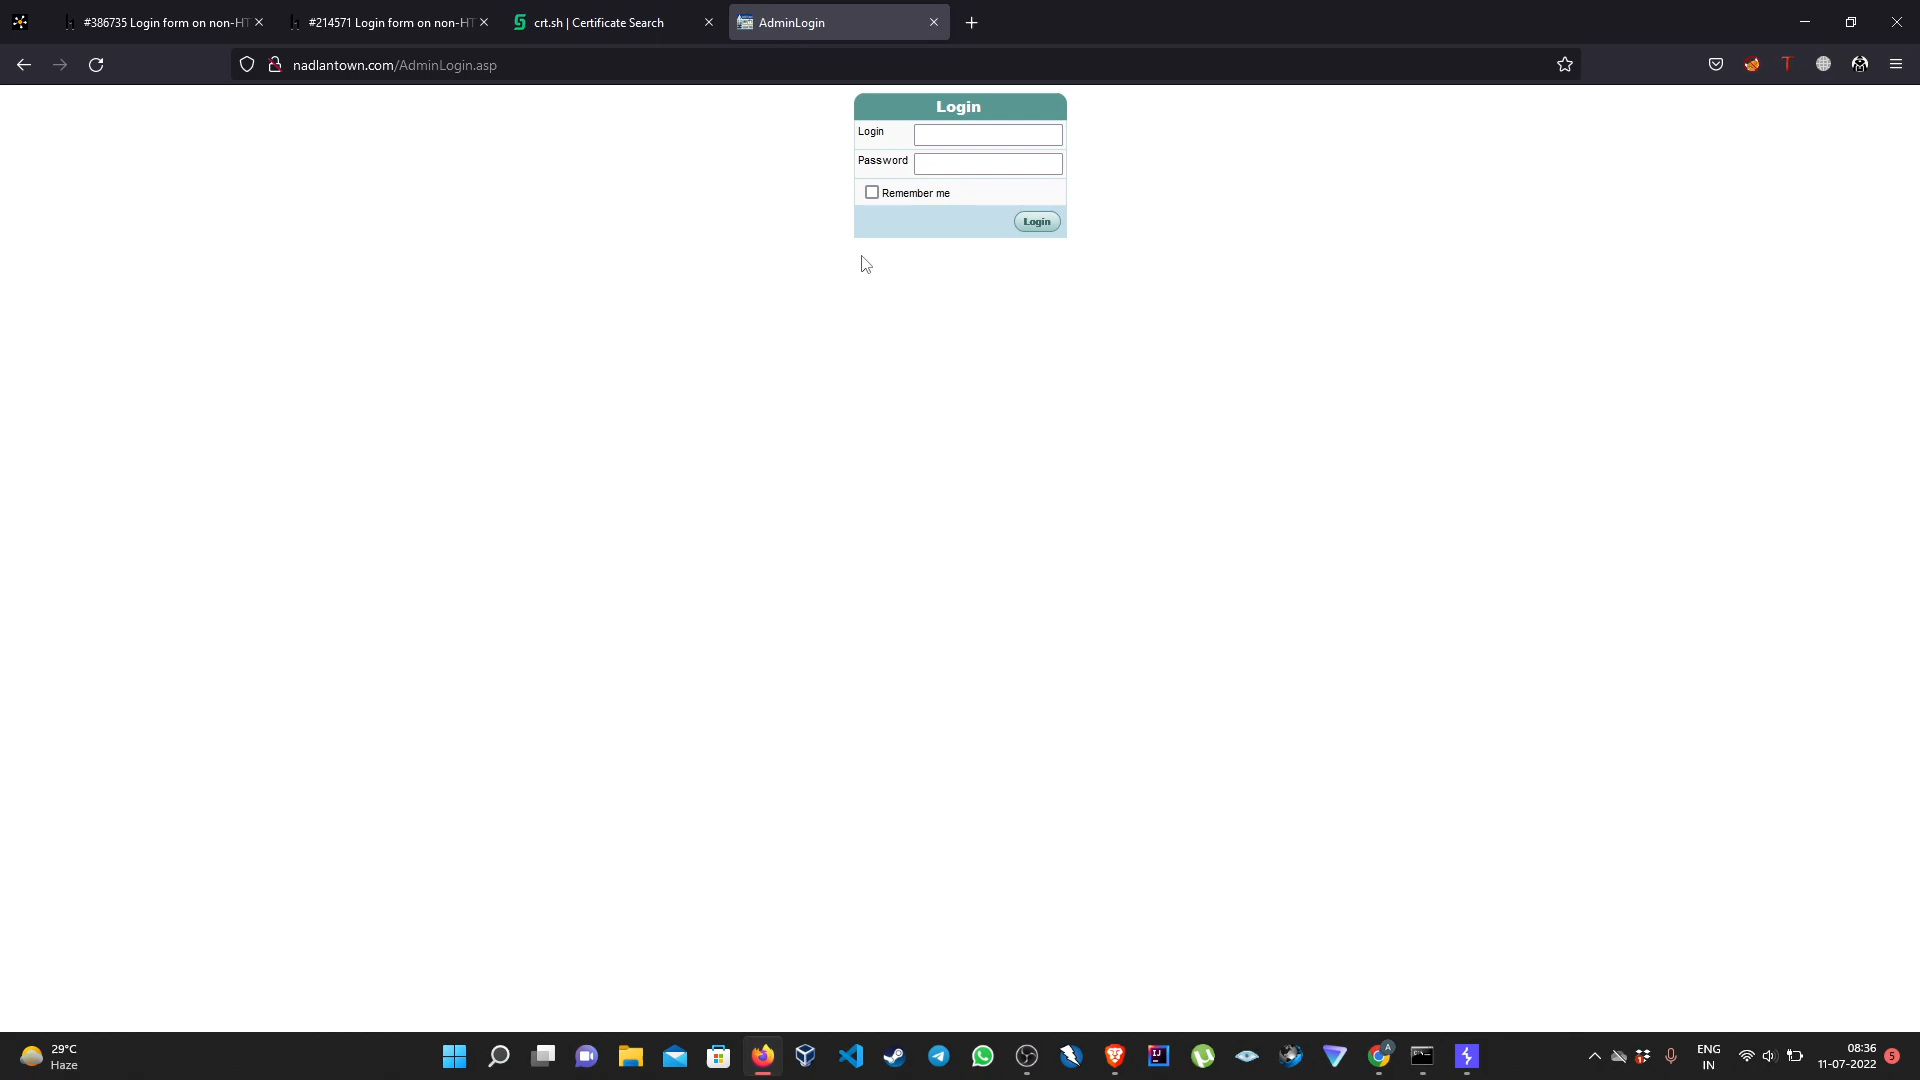 #386735 Login form on non-HT
#214571 Login form on non-HT
crt.sh | Certificate Search
AdminLogin
nadlantown.com/AdminLogin.asp
Login
Login
Password
Remember me
Login
29°C
Haze
ENG
IN
08:36
11-07-2022
5